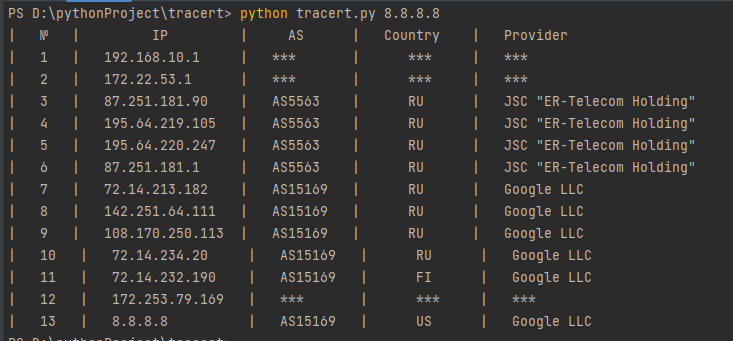 PS D:\pythonProject\tracert> python tracert.py 8.8.8.8
| № | IP | AS | Country | Provider
| 1 | 192.168.10.1 | *** | *** | ***
| 2 | 172.22.53.1 | *** | *** | ***
| 3 | 87.251.181.90 | AS5563 | RU | JSC "ER-Telecom Holding"
| 4 | 195.64.219.105 | AS5563 | RU | JSC "ER-Telecom Holding"
| 5 | 195.64.220.247 | AS5563 | RU | JSC "ER-Telecom Holding"
| 6 | 87.251.181.1 | AS5563 | RU | JSC "ER-Telecom Holding"
| 7 | 72.14.213.182 | AS15169 | RU | Google LLC
| 8 | 142.251.64.111 | AS15169 | RU | Google LLC
| 9 | 108.170.250.113 | AS15169 | RU | Google LLC
| 10 | 72.14.234.20 | AS15169 | RU | Google LLC
| 11 | 72.14.232.190 | AS15169 | FI | Google LLC
| 12 | 172.253.79.169 | *** | *** | ***
| 13 | 8.8.8.8 | AS15169 | US | Google LLC
PS D:\pythonProject\tracert>